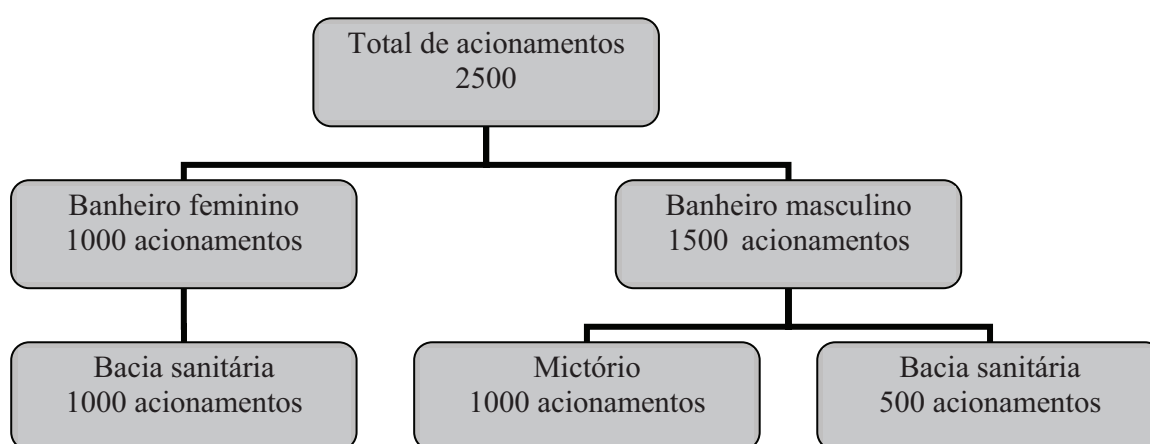 Total de acionamentos
2500
Banheiro feminino
1000 acionamentos
Banheiro masculino
1500 acionamentos
Bacia sanitária
1000 acionamentos
Mictório
1000 acionamentos
Bacia sanitária
500 acionamentos